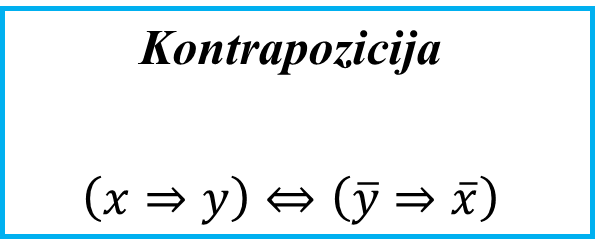 Kontrapozicija
(x ⇒ y) ⇔ (y̅ ⇒ x̅)